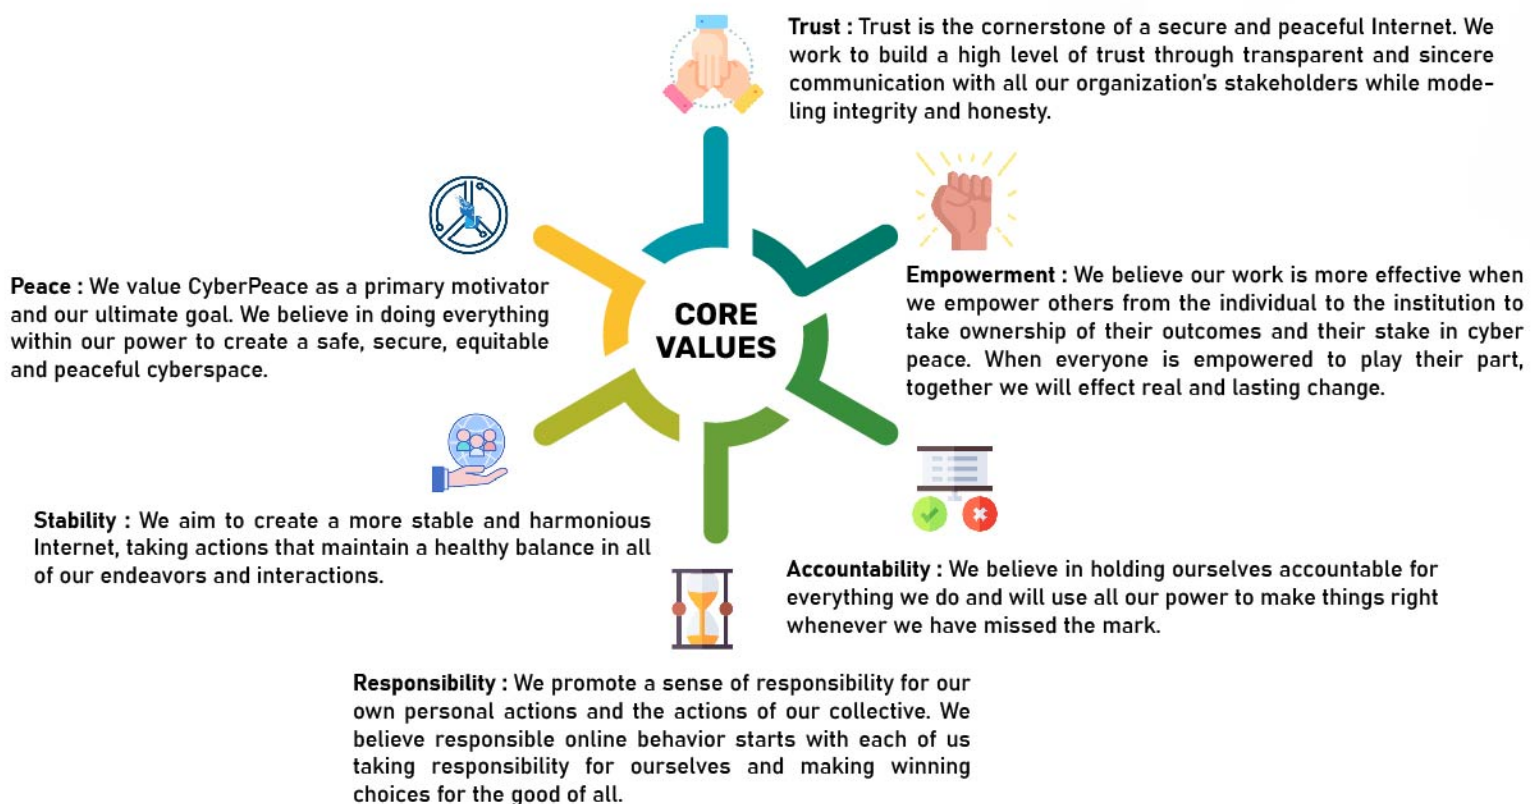 Trust : Trust is the cornerstone of a secure and peaceful Internet. We
work to build a high level of trust through transparent and sincere
communication with all our organization's stakeholders while mode-
ling integrity and honesty.
Empowerment : We believe our work is more effective when
we empower others from the individual to the institution to
take ownership of their outcomes and their stake in cyber
peace. When everyone is empowered to play their part,
together we will effect real and lasting change.
Peace : We value CyberPeace as a primary motivator
and our ultimate goal. We believe in doing everything
within our power to create a safe, secure, equitable
and peaceful cyberspace.
CORE
VALUES
Stability : We aim to create a more stable and harmonious
Internet, taking actions that maintain a healthy balance in all
of our endeavors and interactions.
Accountability : We believe in holding ourselves accountable for
everything we do and will use all our power to make things right
whenever we have missed the mark.
Responsibility : We promote a sense of responsibility for our
own personal actions and the actions of our collective. We
believe responsible online behavior starts with each of us
taking responsibility for ourselves and making winning
choices for the good of all.